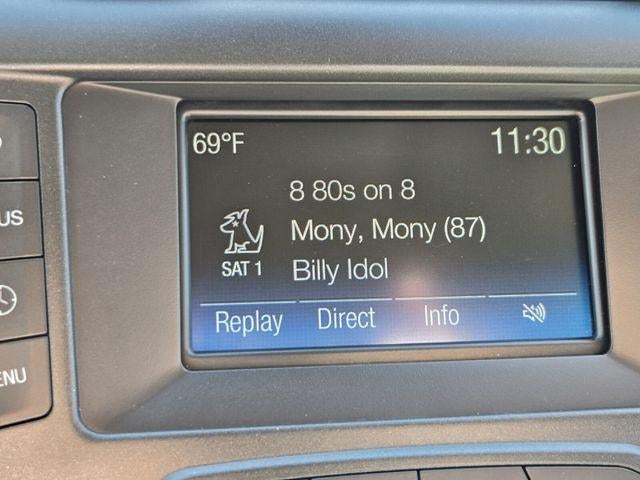 69°F 11:30
8 80s on 8
Mony, Mony (87)
SAT 1 Billy Idol
Replay Direct Info
US
ENU